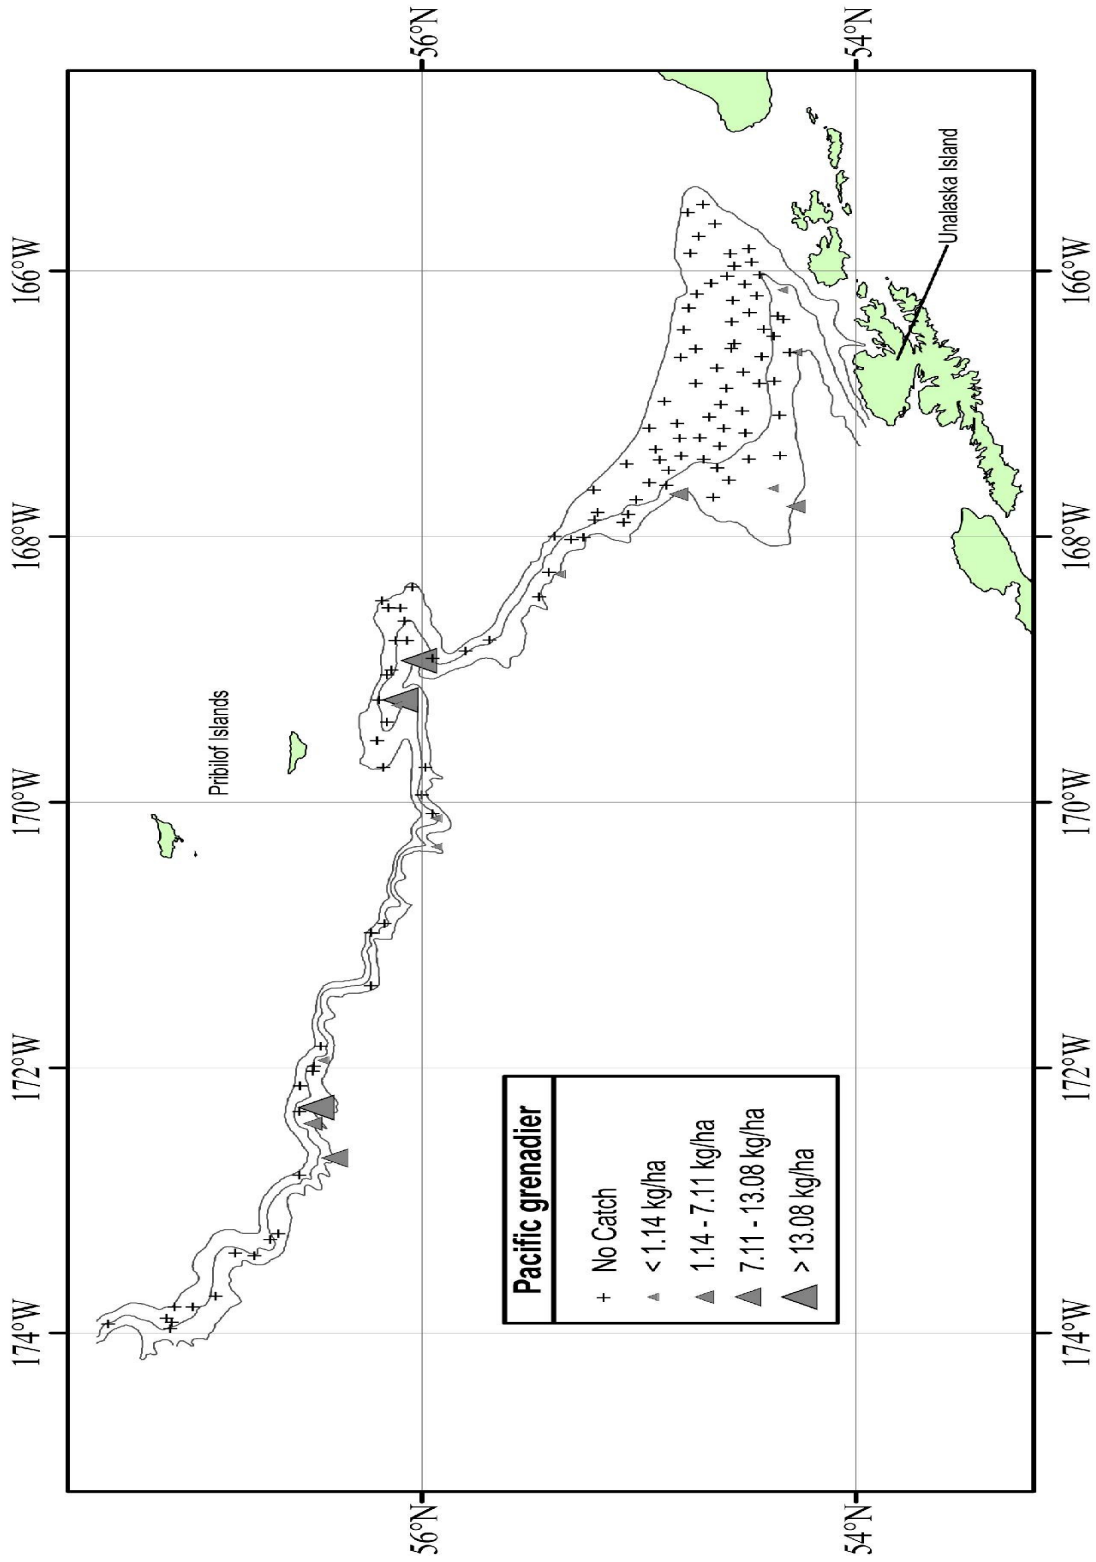 174°W
172°W
170°W
168°W
166°W
56°N
56°N
54°N
54°N
Pribilof Islands
Unalaska Island
Pacific grenadier
No Catch
< 1.14 kg/ha
1.14 - 7.11 kg/ha
7.11 - 13.08 kg/ha
> 13.08 kg/ha
174°W
172°W
170°W
168°W
166°W